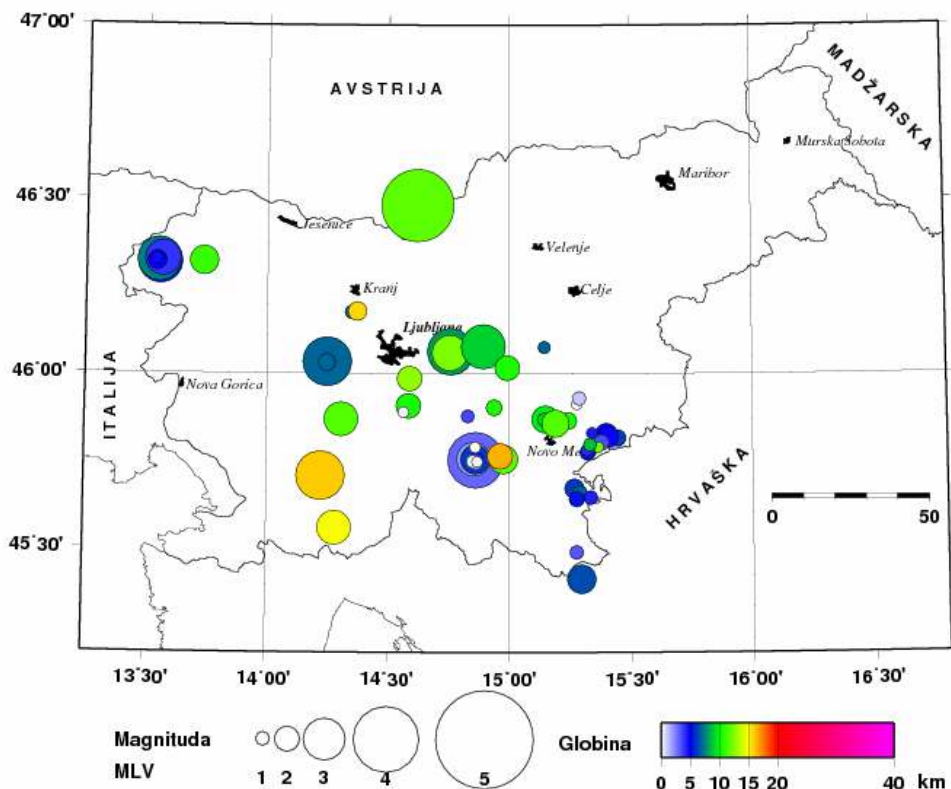 47˚00'
AVSTRIJA
MADŽARSKA
Murska Sobota
Maribor
46˚30'
Jesenice
Velenje
Kranj
Celje
Ljubljana
46˚00'
ITALIJA
Nova Gorica
Novo Me
HRVAŠKA
0 50
45˚30'
13˚30' 14˚00' 14˚30' 15˚00' 15˚30' 16˚00' 16˚30'
Magnituda
MLV
1 2 3 4 5
Globina
0 5 10 15 20 40 km